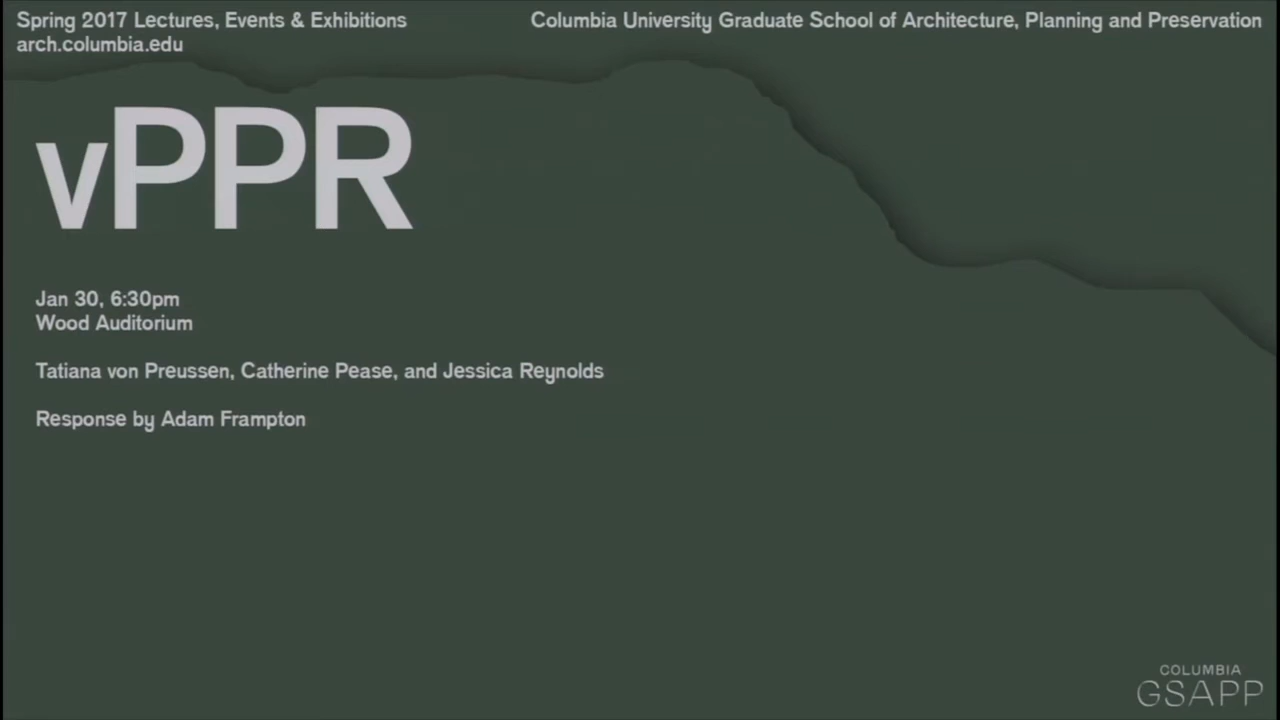 Spring 2017 Lectures, Events & Exhibitions
arch.columbia.edu
Columbia University Graduate School of Architecture, Planning and Preservation
vPPR
Jan 30, 6:30pm
Wood Auditorium
Tatiana von Preussen, Catherine Pease, and Jessica Reynolds
Response by Adam Frampton
COLUMBIA
GSAPP